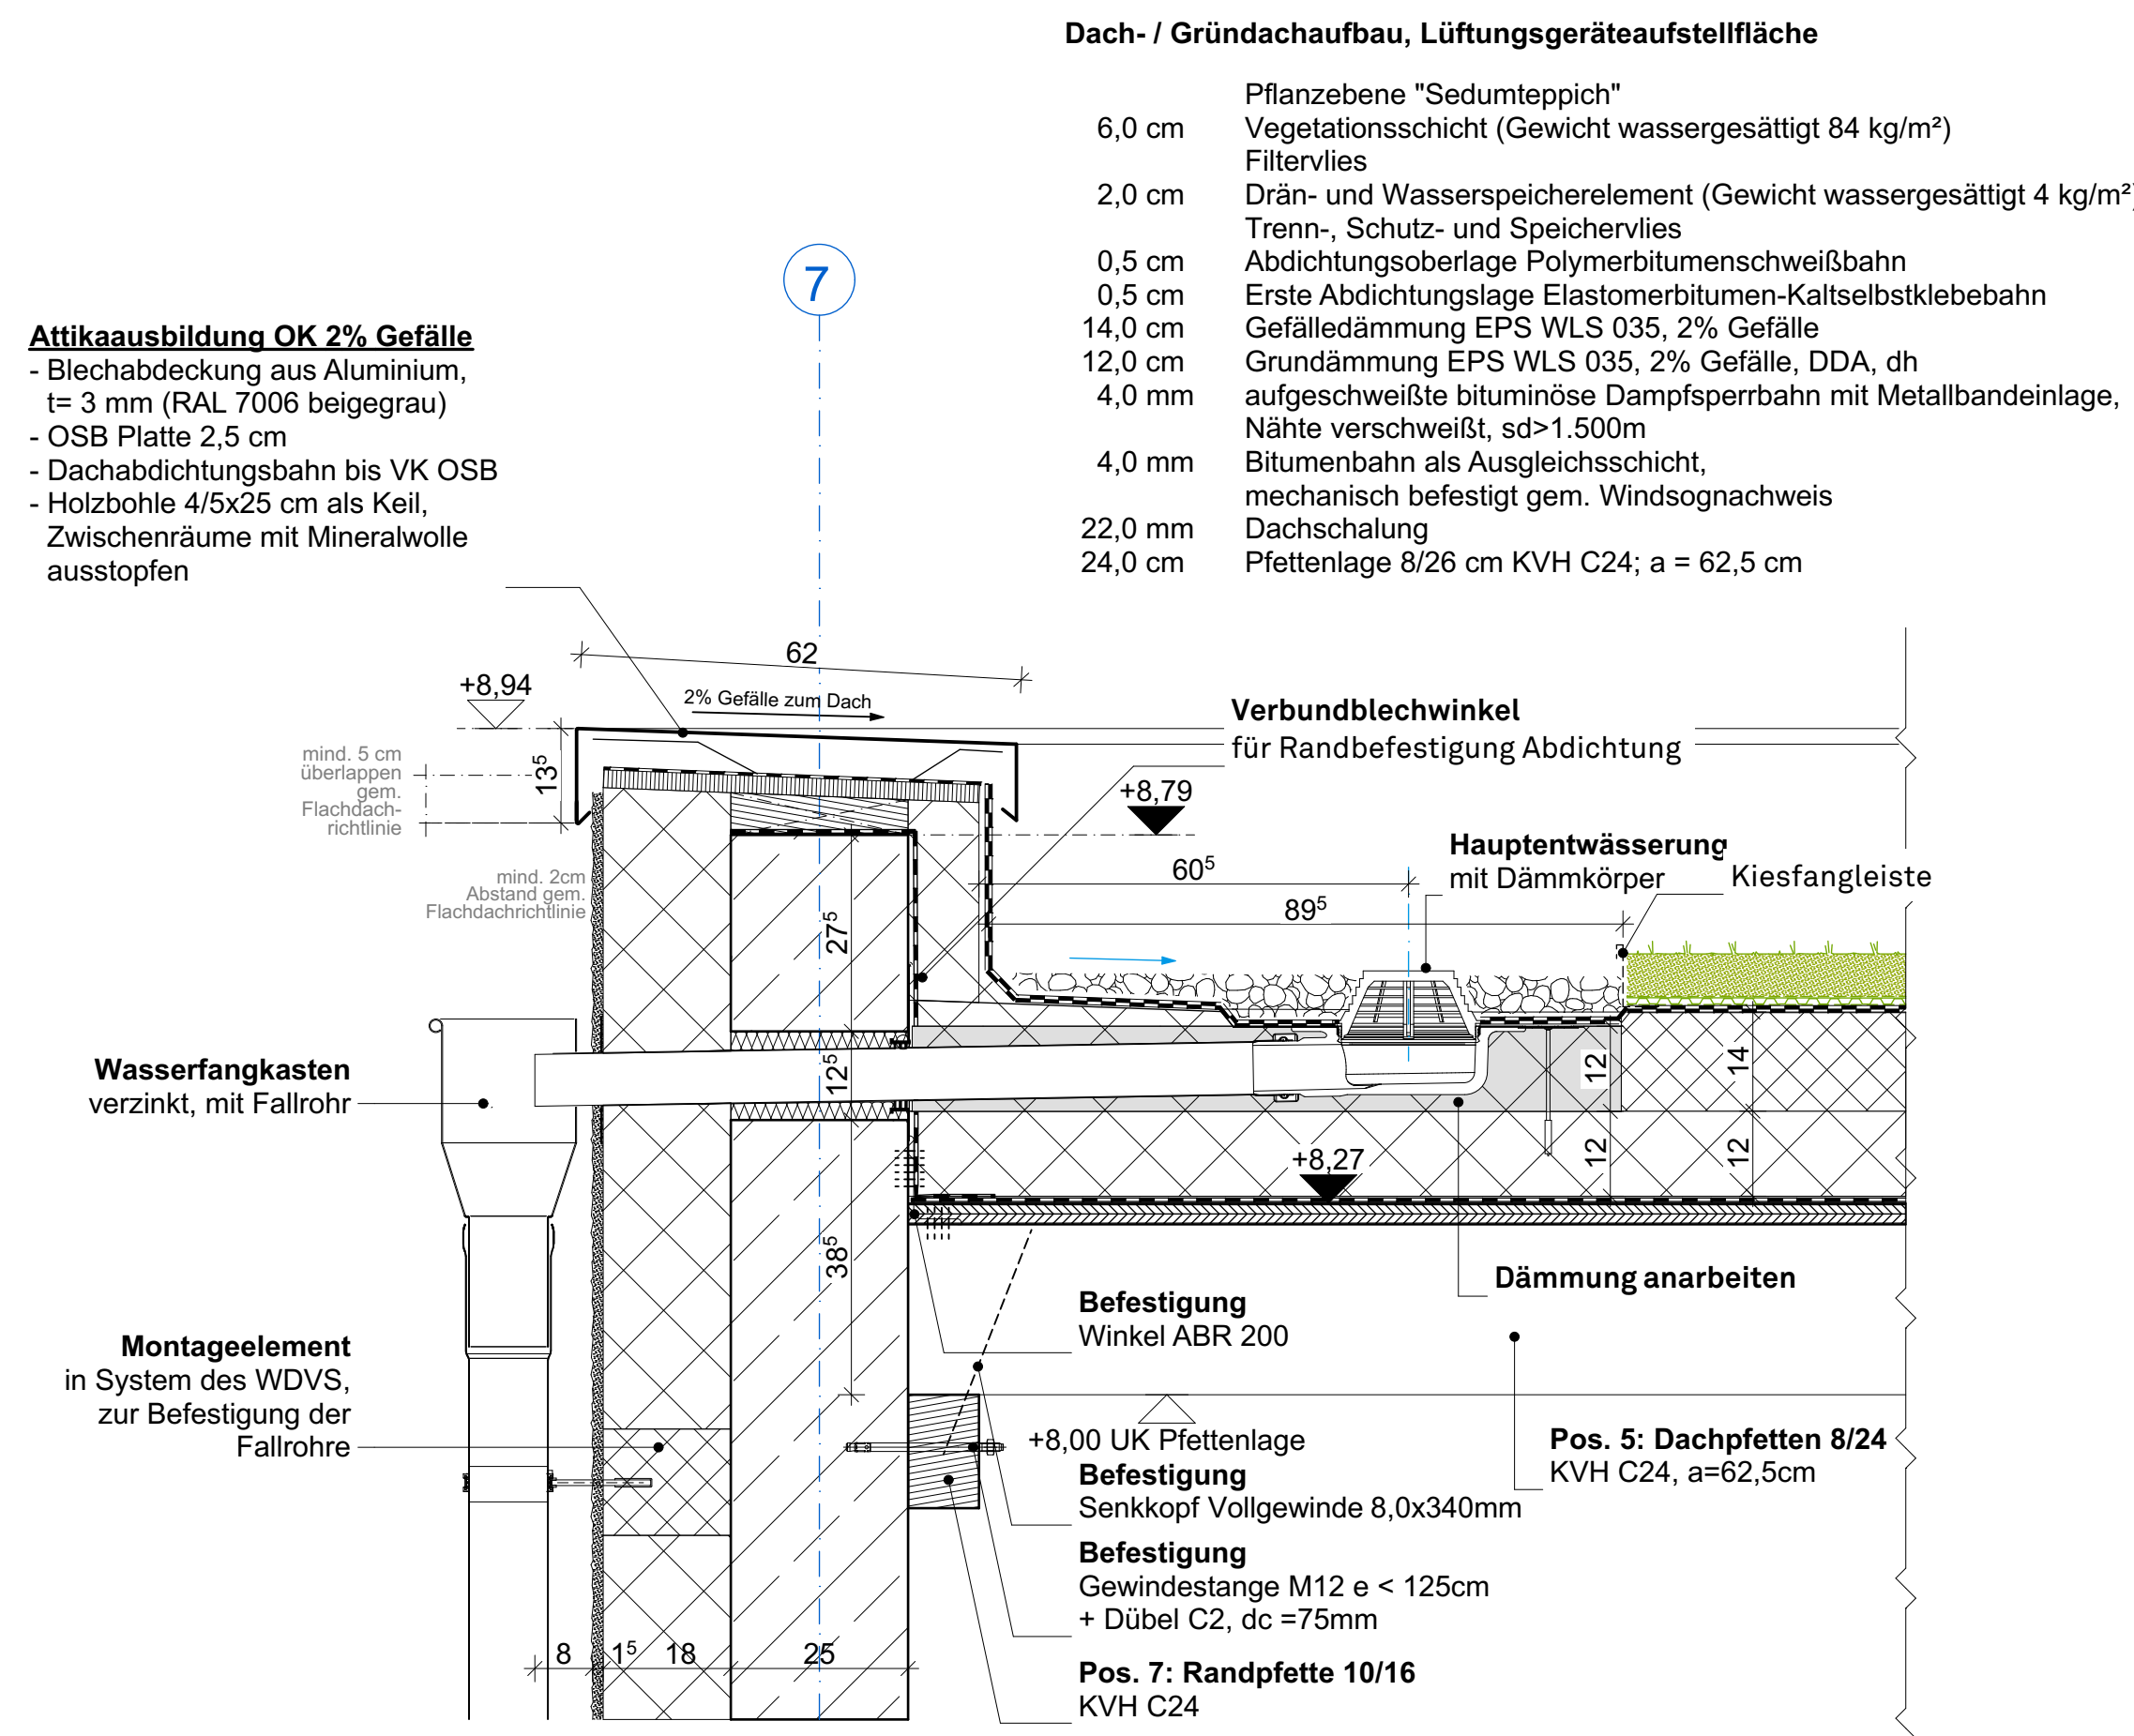 Dach- / Gründachaufbau, Lüftungsgeräteaufstellfläche
Pflanzebene "Sedumteppich"
6,0 cm Vegetationsschicht (Gewicht wassergesättigt 84 kg/m²)
Filtervlies
2,0 cm Drän- und Wasserspeicherelement (Gewicht wassergesättigt 4 kg/m²)
Trenn-, Schutz- und Speichervlies
0,5 cm Abdichtungsoberlage Polymerbitumenschweißbahn
0,5 cm Erste Abdichtungslage Elastomerbitumen-Kaltselbstklebebahn
14,0 cm Gefälledämmung EPS WLS 035, 2% Gefälle
12,0 cm Grundämmung EPS WLS 035, 2% Gefälle, DDA, dh
4,0 mm aufgeschweißte bituminöse Dampfsperrbahn mit Metallbandeinlage,
Nähte verschweißt, sd>1.500m
4,0 mm Bitumenbahn als Ausgleichsschicht,
mechanisch befestigt gem. Windsognachweis
22,0 mm Dachschalung
24,0 cm Pfettenlage 8/26 cm KVH C24; a = 62,5 cm
7
Attikaausbildung OK 2% Gefälle
- Blechabdeckung aus Aluminium,
t= 3 mm (RAL 7006 beigegrau)
- OSB Platte 2,5 cm
- Dachabdichtungsbahn bis VK OSB
- Holzbohle 4/5x25 cm als Keil,
Zwischenräume mit Mineralwolle
ausstopfen
62
+8,94
2% Gefälle zum Dach
mind. 5 cm
überlappen
gem.
Flachdach-
richtlinie
13⁵
Verbundblechwinkel
für Randbefestigung Abdichtung
+8,79
mind. 2cm
Abstand gem.
Flachdachrichtlinie
Hauptentwässerung
mit Dämmkörper
Kiesfangleiste
60⁵
89⁵
27⁵
12⁵
38⁵
12
14
12
12
+8,27
Wasserfangkasten
verzinkt, mit Fallrohr
Dämmung anarbeiten
Befestigung
Winkel ABR 200
Montageelement
in System des WDVS,
zur Befestigung der
Fallrohre
+8,00 UK Pfettenlage
Befestigung
Senkkopf Vollgewinde 8,0x340mm
Pos. 5: Dachpfetten 8/24
KVH C24, a=62,5cm
Befestigung
Gewindestange M12 e < 125cm
+ Dübel C2, dc =75mm
8 1⁵ 18 25
Pos. 7: Randpfette 10/16
KVH C24